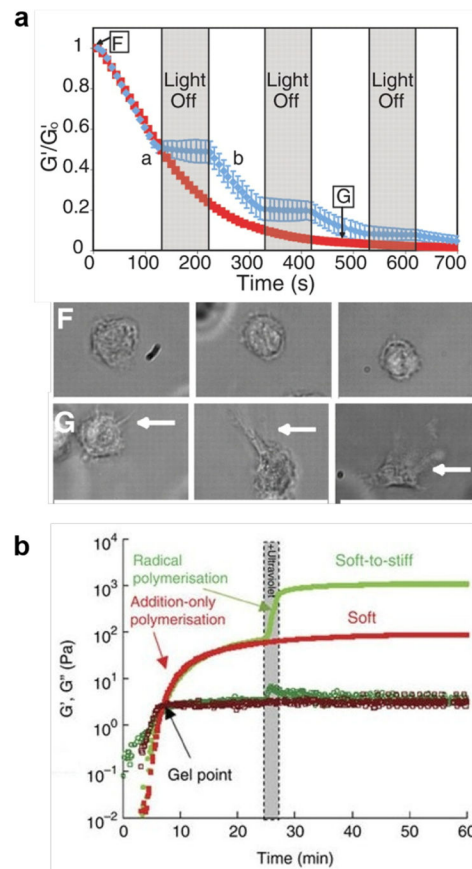 a
1
0.8
0.6
0.4
0.2
0
G'/G'₀
F
Light
Off
Light
Off
Light
Off
a
b
G
0 100 200 300 400 500 600 700
Time (s)
F
G
b
10⁴
10³
10²
10¹
10⁰
10⁻¹
10⁻²
G', G" (Pa)
Radical
polymerisation
Addition-only
polymerisation
+Ultraviolet
Soft-to-stiff
Soft
Gel point
0 10 20 30 40 50 60
Time (min)